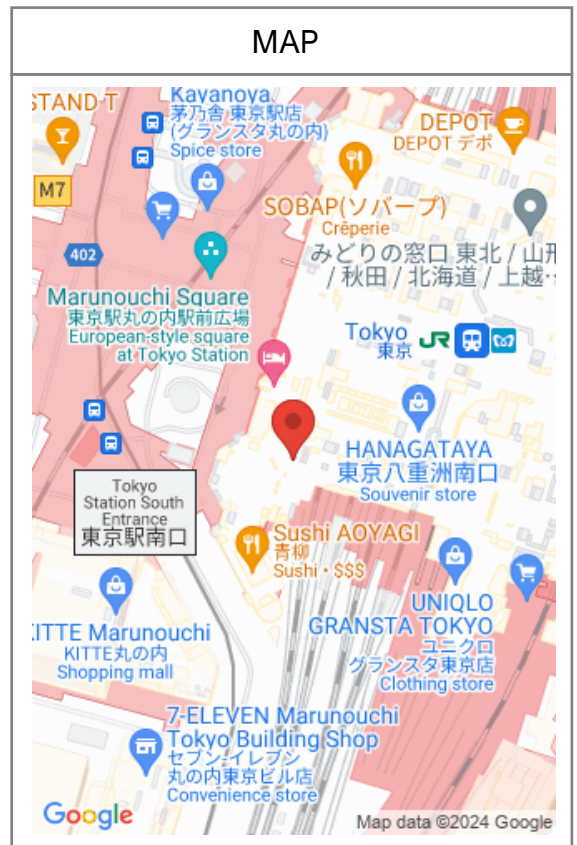 MAP
STAND T
Kayanoya
茅乃舎 東京駅店
(グランスタ丸の内)
Spice store
DEPOT
DEPOT デポ
M7
SOBAP(ソバープ)
Crêperie
402
みどりの窓口 東北 / 山形
/ 秋田 / 北海道 / 上越…
Marunouchi Square
東京駅丸の内駅前広場
European-style square
at Tokyo Station
Tokyo
東京
JR
HANAGATAYA
東京八重洲南口
Souvenir store
Tokyo
Station South
Entrance
東京駅南口
Sushi AOYAGI
青柳
Sushi • $$$
UNIQLO
GRANSTA TOKYO
ユニクロ
グランスタ東京店
Clothing store
KITTE Marunouchi
KITTE丸の内
Shopping mall
7-ELEVEN Marunouchi
Tokyo Building Shop
セブン-イレブン
丸の内東京ビル店
Convenience store
Google
Map data ©2024 Google